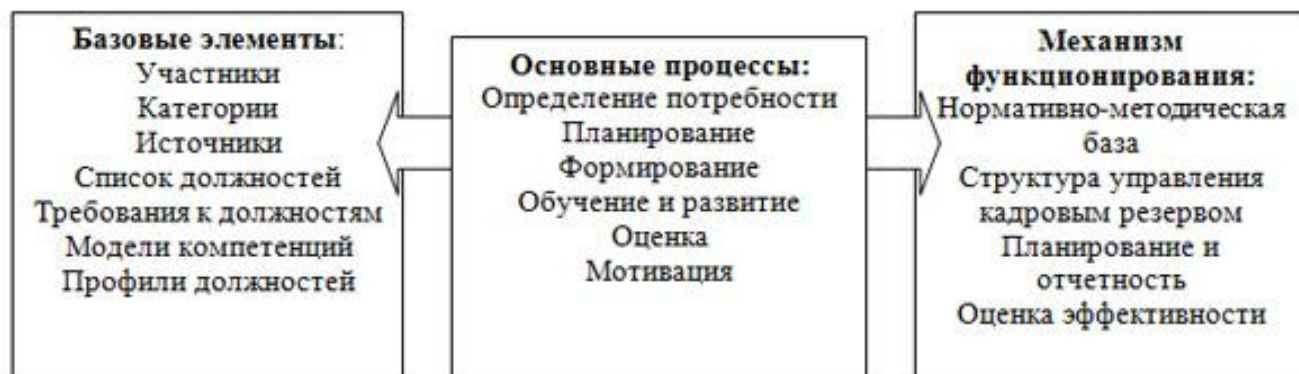 Базовые элементы:
Участники
Категории
Источники
Список должностей
Требования к должностям
Модели компетенций
Профили должностей
Основные процессы:
Определение потребности
Планирование
Формирование
Обучение и развитие
Оценка
Мотивация
Механизм
функционирования:
Нормативно-методическая
база
Структура управления
кадровым резервом
Планирование и
отчетность
Оценка эффективности